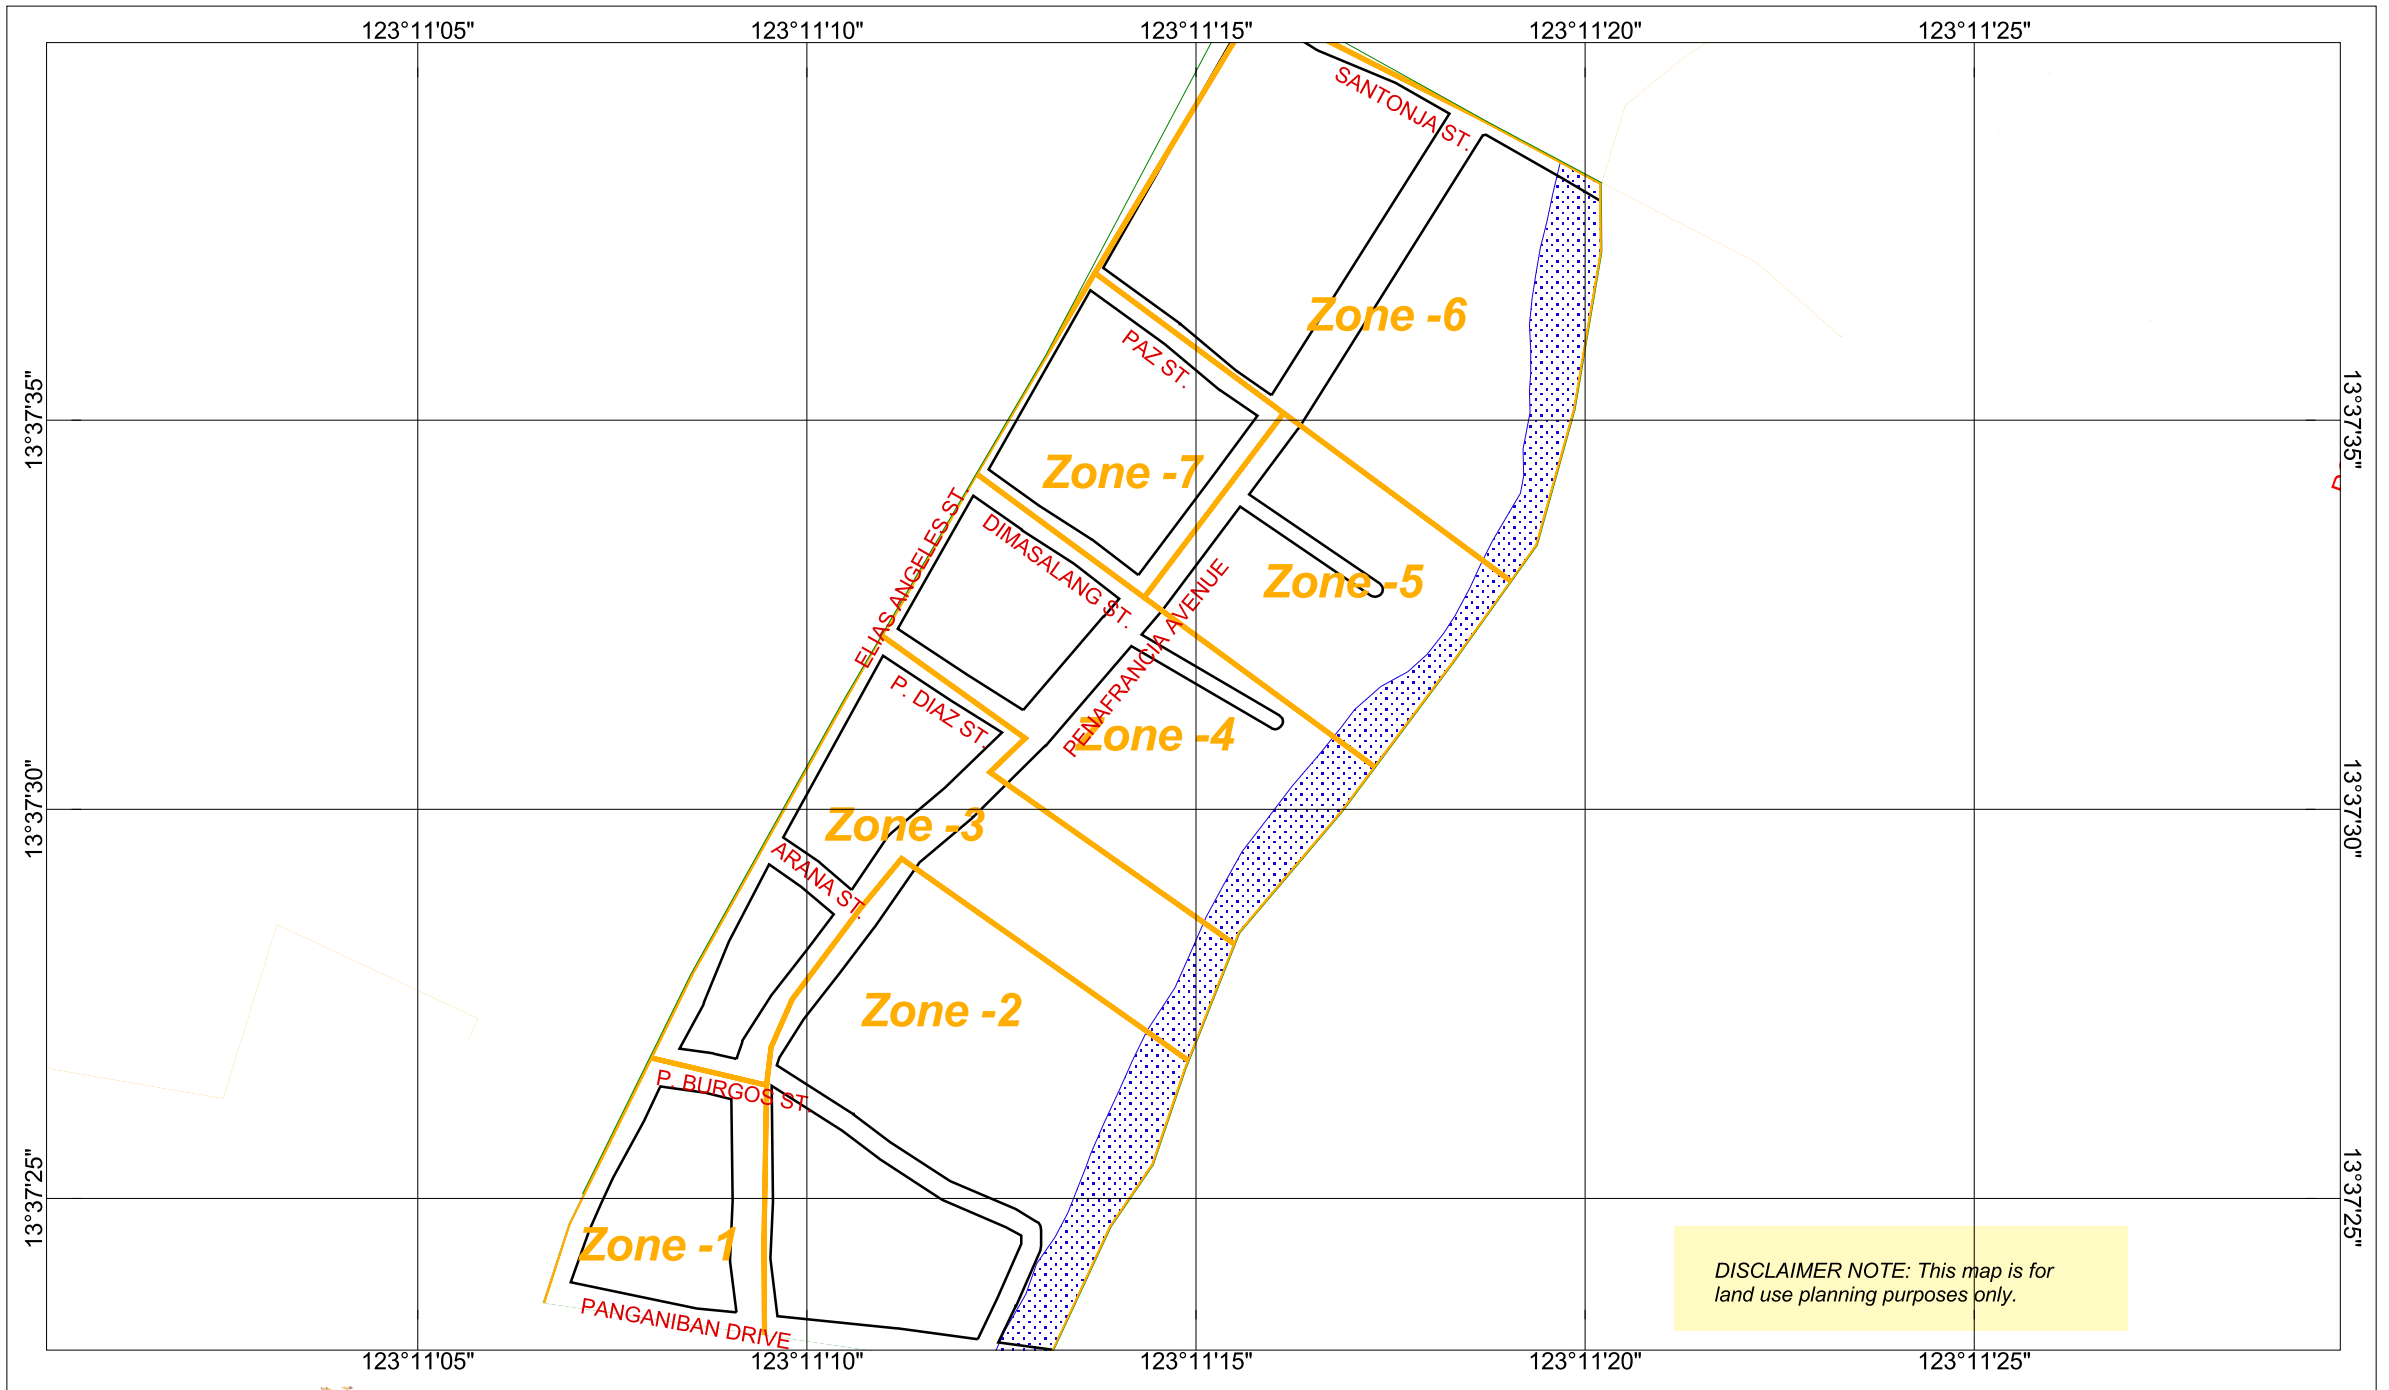 123°11'05"
123°11'10"
123°11'15"
123°11'20"
123°11'25"
SANTONJA ST.
Zone -6
PAZ ST.
13°37'35"
13°37'35"
Zone -7
ELIAS ANGELES ST.
DIMASALANG ST.
Zone -5
PENAFRANCIA AVENUE
P. DIAZ ST.
Zone -4
13°37'30"
13°37'30"
Zone -3
ARANA ST.
Zone -2
P. BURGOS ST.
13°37'25"
13°37'25"
Zone -1
DISCLAIMER NOTE: This map is for
land use planning purposes only.
PANGANIBAN DRIVE
123°11'05"
123°11'10"
123°11'15"
123°11'20"
123°11'25"